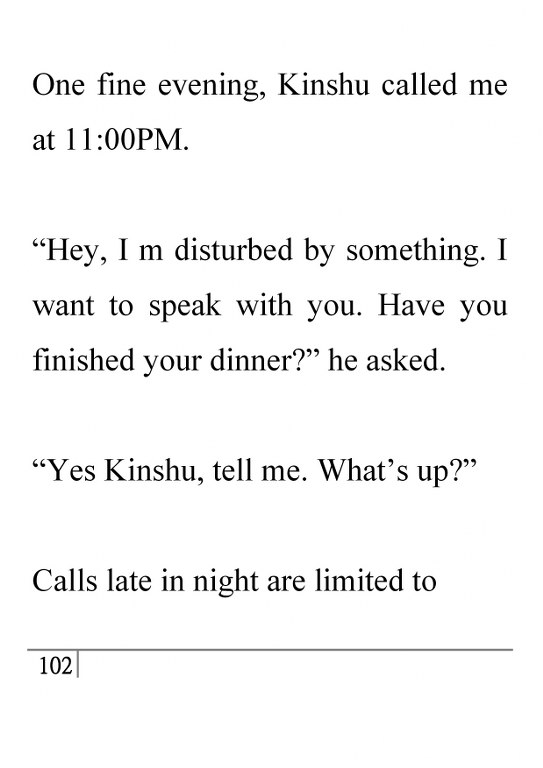 One fine evening, Kinshu called me
at 11:00PM.
“Hey, I m disturbed by something. I
want to speak with you. Have you
finished your dinner?” he asked.
“Yes Kinshu, tell me. What’s up?”
Calls late in night are limited to
102